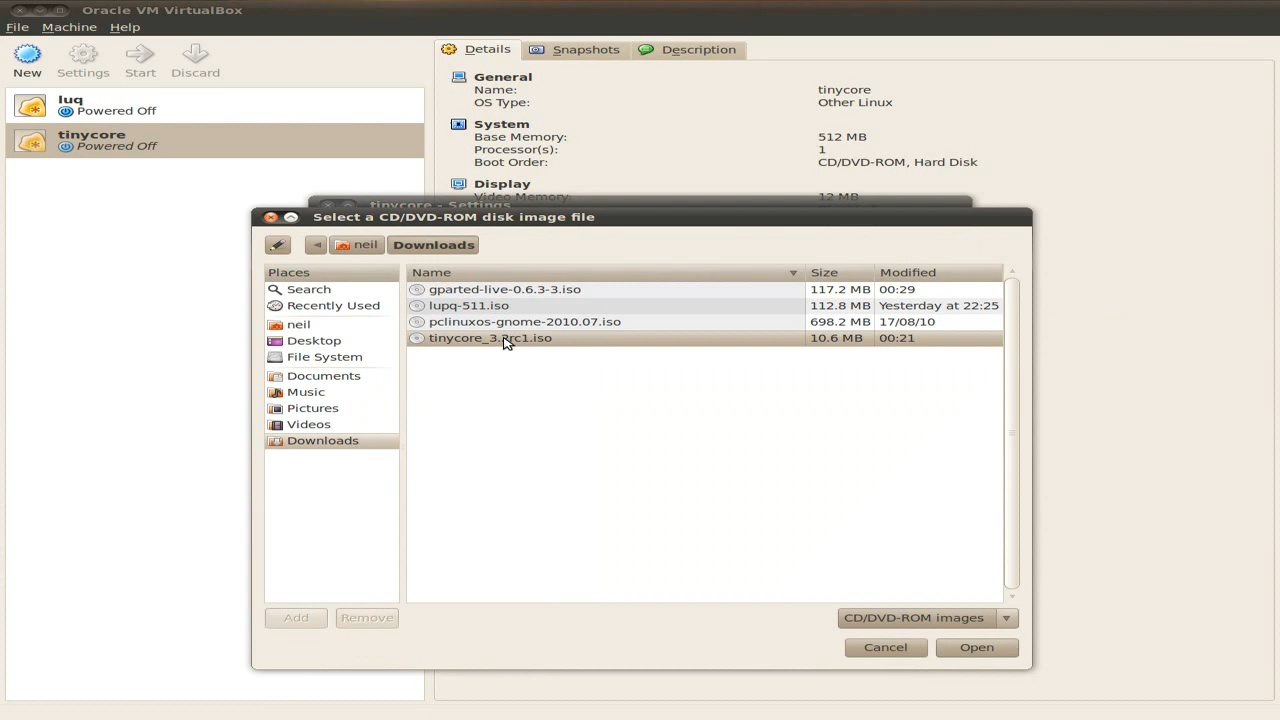 Oracle VM VirtualBox
File Machine Help
New Settings Start Discard
luq
Powered Off
tinycore
Powered Off
Details Snapshots Description
General
Name: tinycore
OS Type: Other Linux
System
Base Memory: 512 MB
Processor(s): 1
Boot Order: CD/DVD-ROM, Hard Disk
Display
Video Memory: 12 MB
tinycore - Settings
Select a CD/DVD-ROM disk image file
neil Downloads
Places
Search
Recently Used
neil
Desktop
File System
Documents
Music
Pictures
Videos
Downloads
Name Size Modified
gparted-live-0.6.3-3.iso 117.2 MB 00:29
lupq-511.iso 112.8 MB Yesterday at 22:25
pclinuxos-gnome-2010.07.iso 698.2 MB 17/08/10
10.6 MB 00:21
Add Remove
CD/DVD-ROM images
Cancel Open